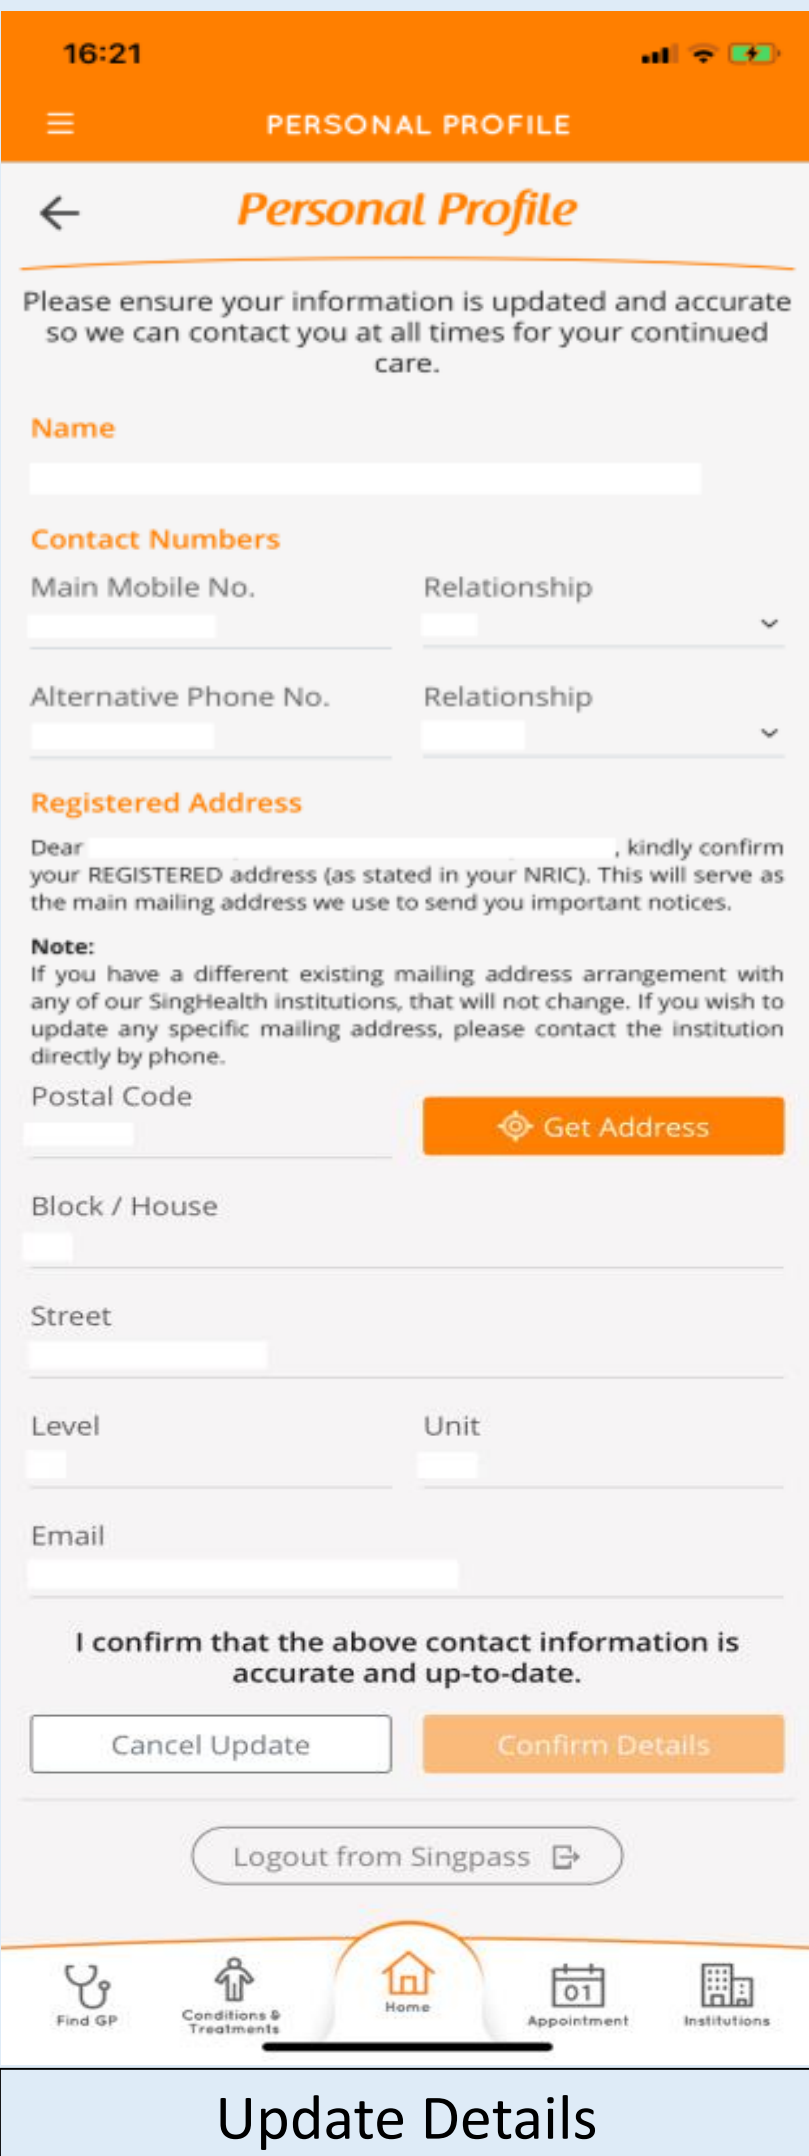 16:21
PERSONAL PROFILE
Personal Profile
Please ensure your information is updated and accurate
so we can contact you at all times for your continued
care.
Name
Contact Numbers
Main Mobile No.
Relationship
Alternative Phone No.
Relationship
Registered Address
Dear , kindly confirm
your REGISTERED address (as stated in your NRIC). This will serve as
the main mailing address we use to send you important notices.
Note:
If you have a different existing mailing address arrangement with
any of our SingHealth institutions, that will not change. If you wish to
update any specific mailing address, please contact the institution
directly by phone.
Postal Code
Get Address
Block / House
Street
Level
Unit
Email
I confirm that the above contact information is
accurate and up-to-date.
Cancel Update
Confirm Details
Logout from Singpass
Find GP
Conditions &
Treatments
Home
01
Appointment
Institutions
Update Details